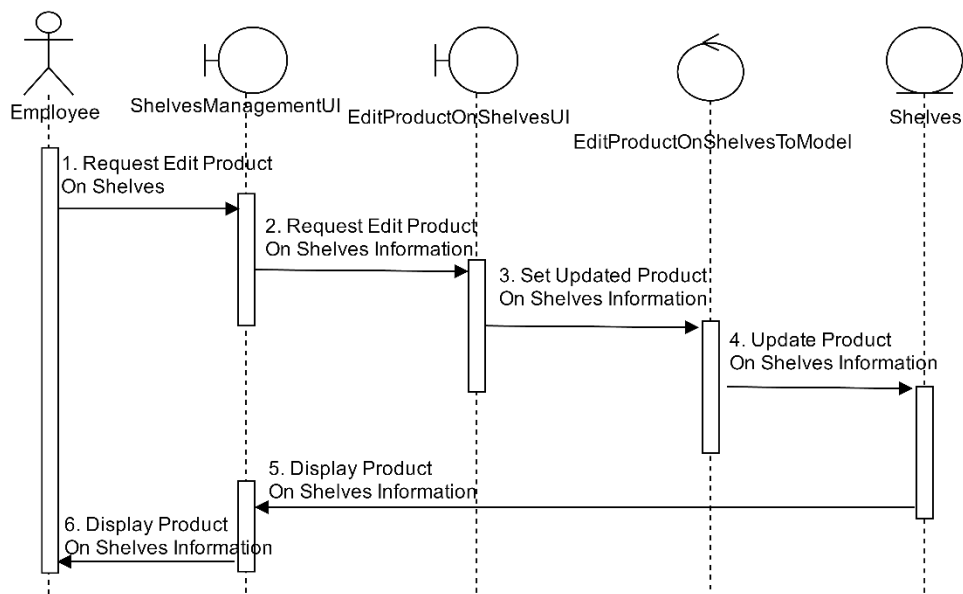 Employee
ShelvesManagementUI
EditProductOnShelvesUI
EditProductOnShelvesToModel
Shelves
1. Request Edit Product
On Shelves
2. Request Edit Product
On Shelves Information
3. Set Updated Product
On Shelves Information
4. Update Product
On Shelves Information
5. Display Product
On Shelves Information
6. Display Product
On Shelves Information